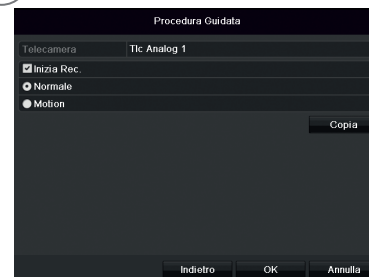 Procedura Guidata
Telecamera Tlc Analog 1
Inizia Rec.
Normale
Motion
Copia
Indietro OK Annulla